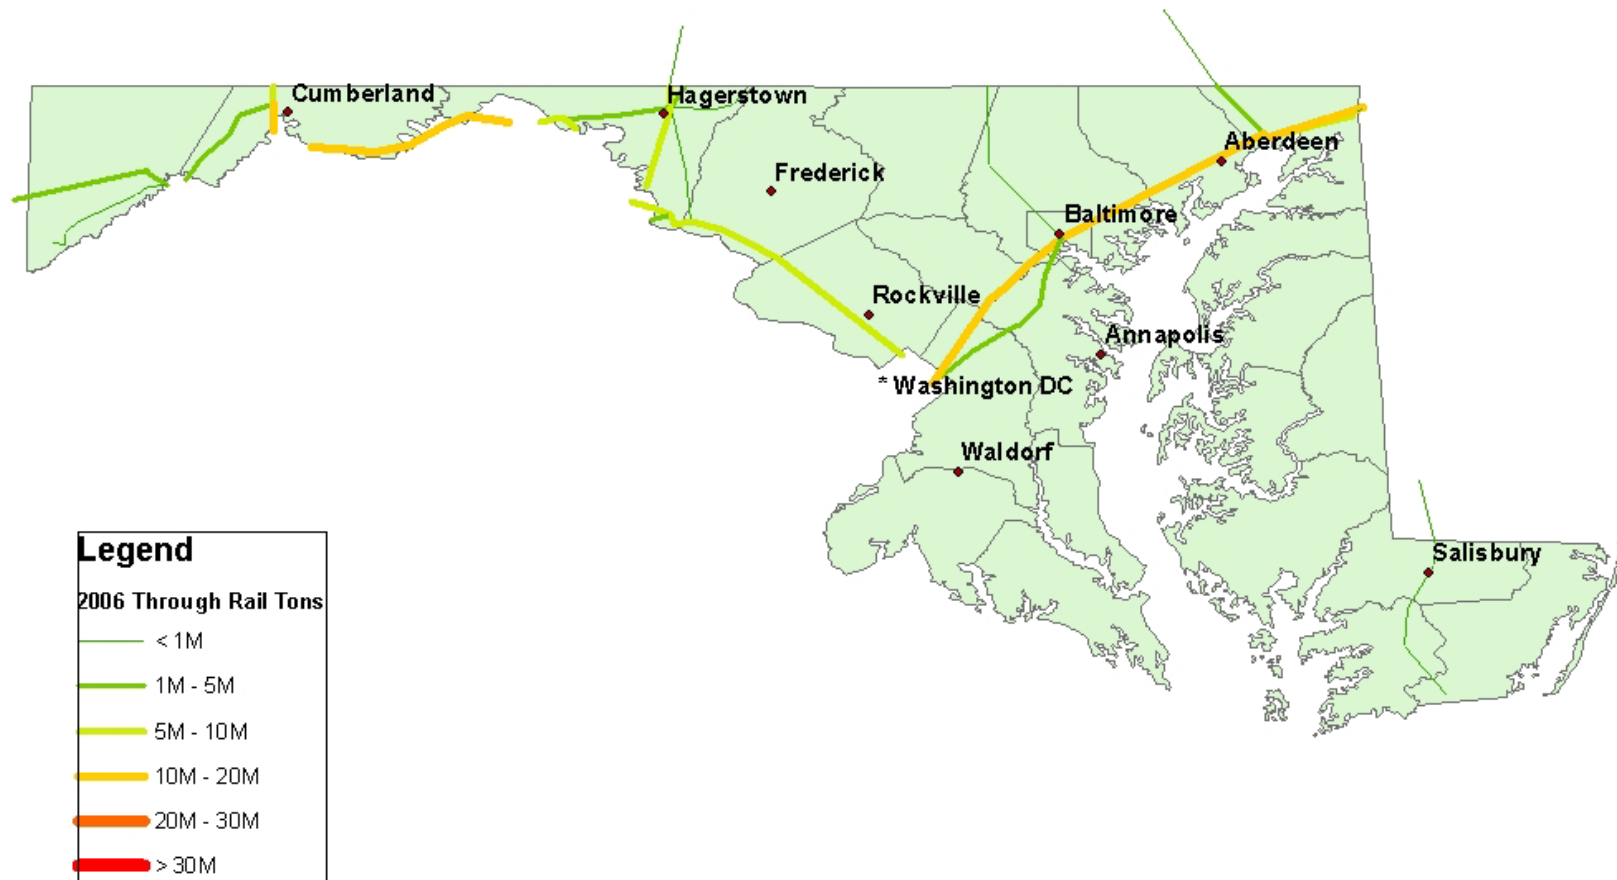 Cumberland
Hagerstown
Aberdeen
Frederick
Baltimore
Rockville
Annapolis
* Washington DC
Waldorf
Salisbury
Legend
2006 Through Rail Tons
< 1M
1M - 5M
5M - 10M
10M - 20M
20M - 30M
> 30M